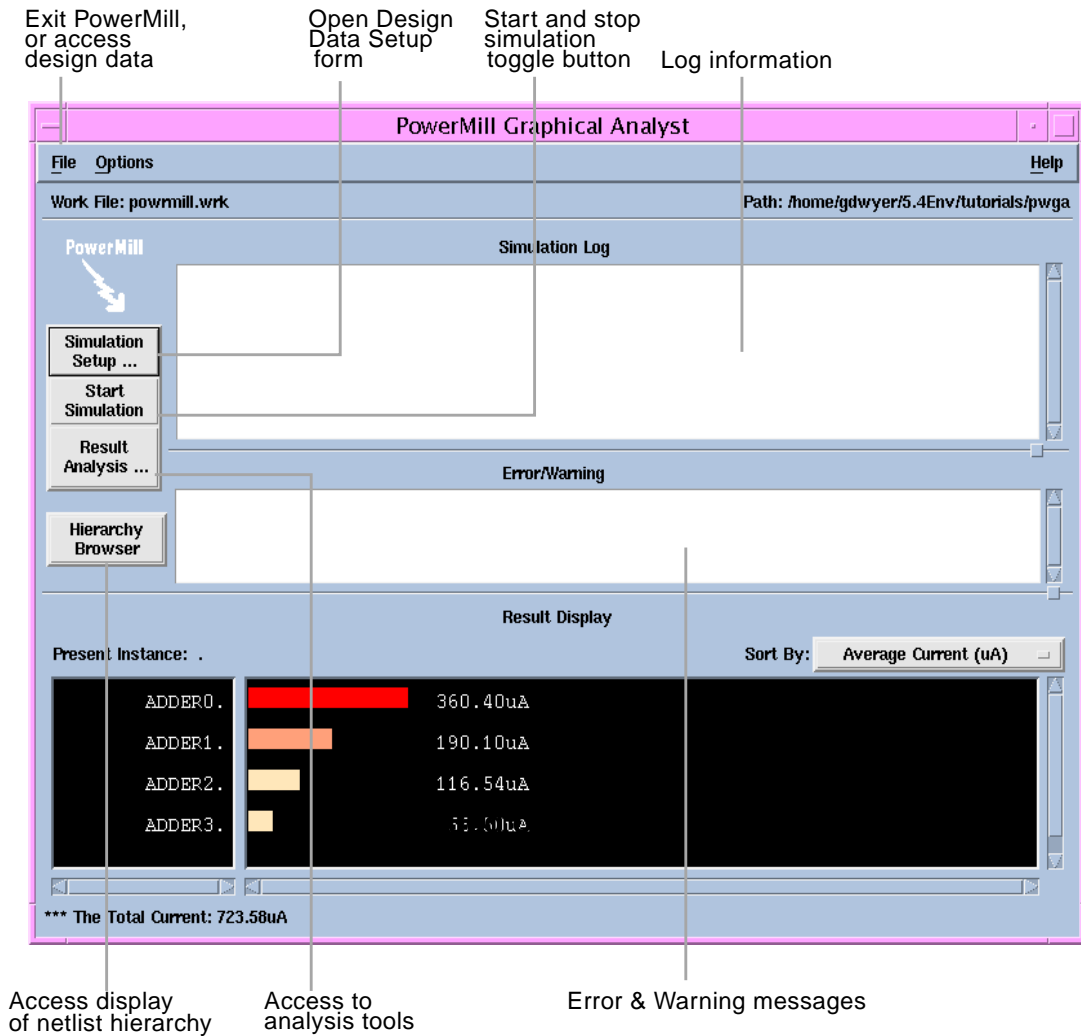 Exit PowerMill,
or access
design data
Open Design
Data Setup
form
Start and stop
simulation
toggle button
Log information
PowerMill Graphical Analyst
File Options Help
Work File: powrmill.wrk
Path: /home/gdwyer/5.4Env/tutorials/pwga
PowerMill
Simulation Log
Simulation
Setup ...
Start
Simulation
Result
Analysis ...
Error/Warning
Hierarchy
Browser
Result Display
Present Instance: .
Sort By: Average Current (uA)
ADDER0. 360.40uA
ADDER1. 190.10uA
ADDER2. 116.54uA
ADDER3.
*** The Total Current: 723.58uA
Access display
of netlist hierarchy
Access to
analysis tools
Error & Warning messages